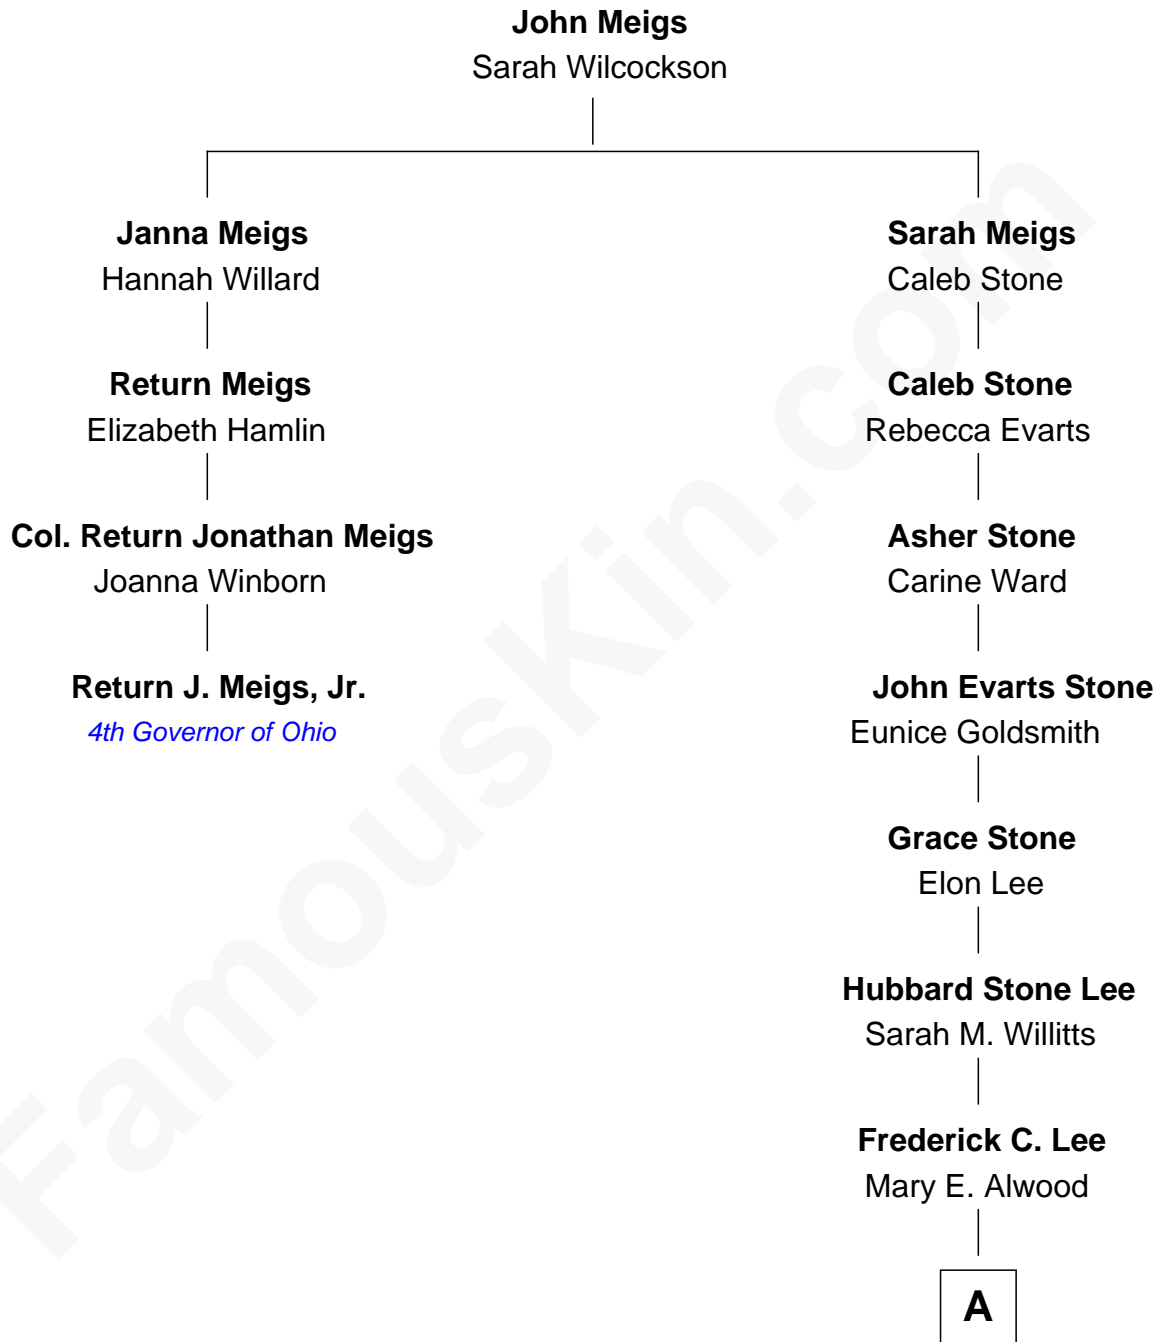 John Meigs
Sarah Wilcockson
Janna Meigs
Hannah Willard
Sarah Meigs
Caleb Stone
Return Meigs
Elizabeth Hamlin
Caleb Stone
Rebecca Evarts
Col. Return Jonathan Meigs
Joanna Winborn
Asher Stone
Carine Ward
Return J. Meigs, Jr.
4th Governor of Ohio
John Evarts Stone
Eunice Goldsmith
Grace Stone
Elon Lee
Hubbard Stone Lee
Sarah M. Willitts
Frederick C. Lee
Mary E. Alwood
A
FamousKin.com